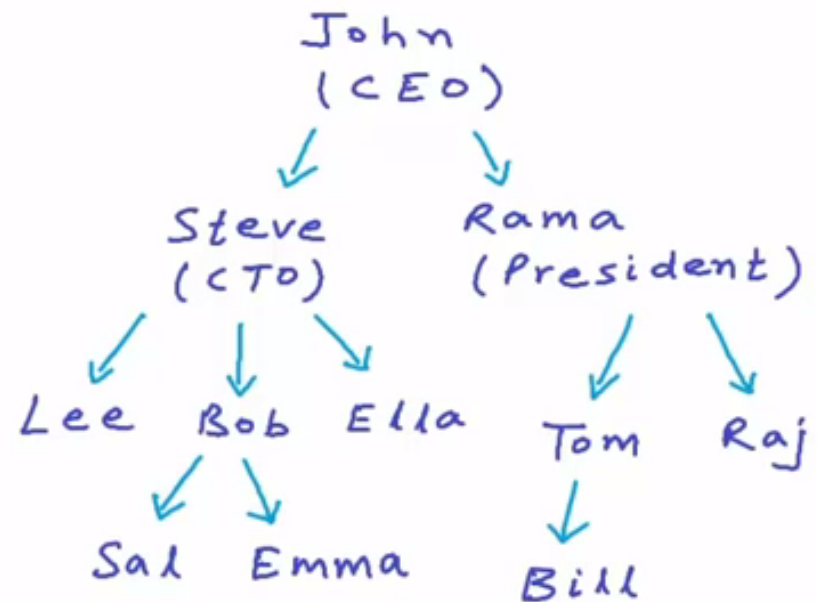 John
(CEO)
Steve
(CTO)
Rama
(President)
Lee Bob Ella
Tom Raj
Sal Emma
Bill